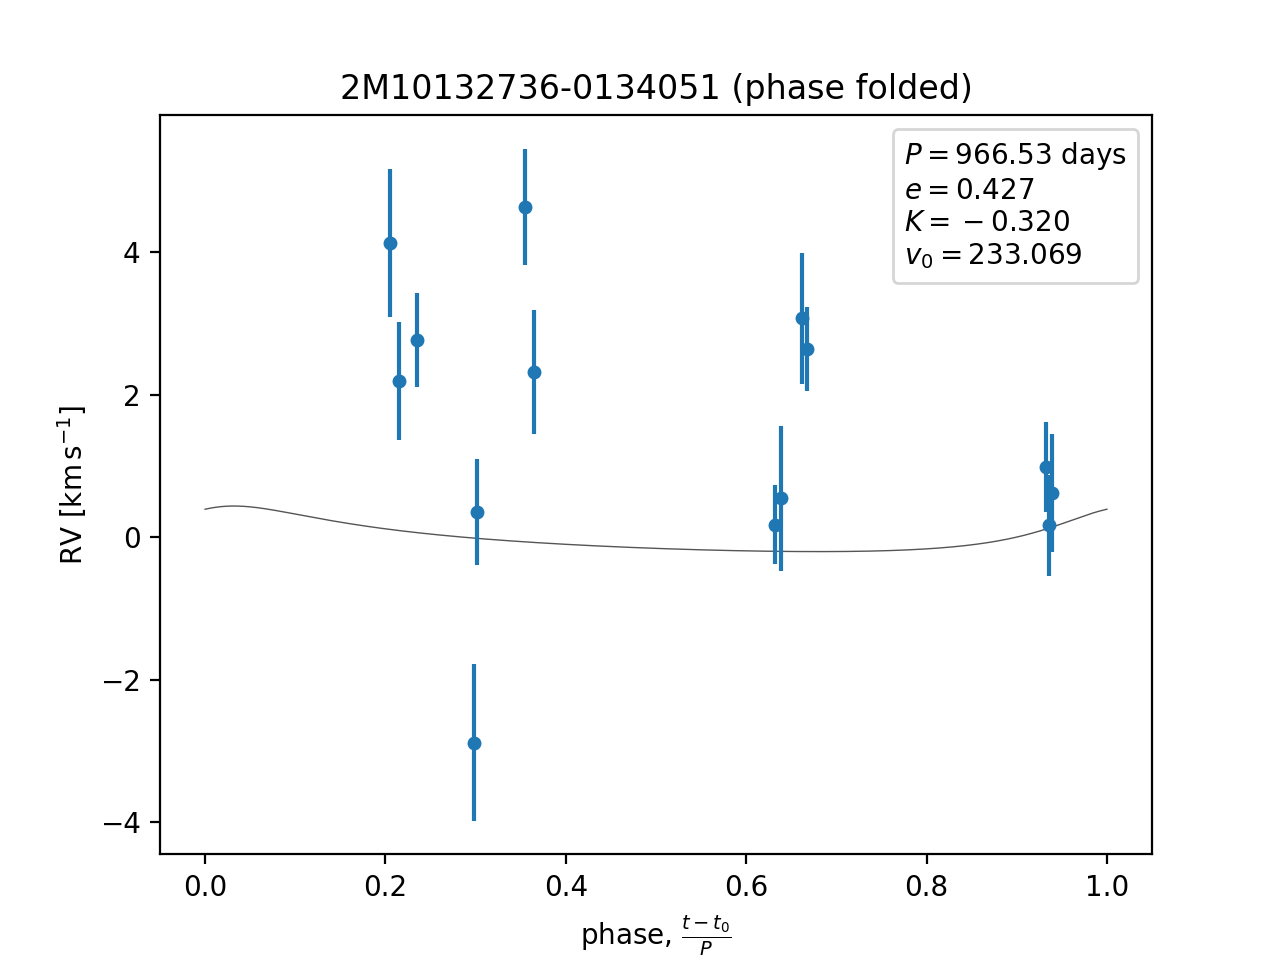 2M10132736-0134051 (phase folded)
P = 966.53 days
e = 0.427
K = −0.320
v₀ = 233.069
RV [km s⁻¹]
4
2
0
−2
−4
0.0 0.2 0.4 0.6 0.8 1.0
phase, (t − t₀)/P